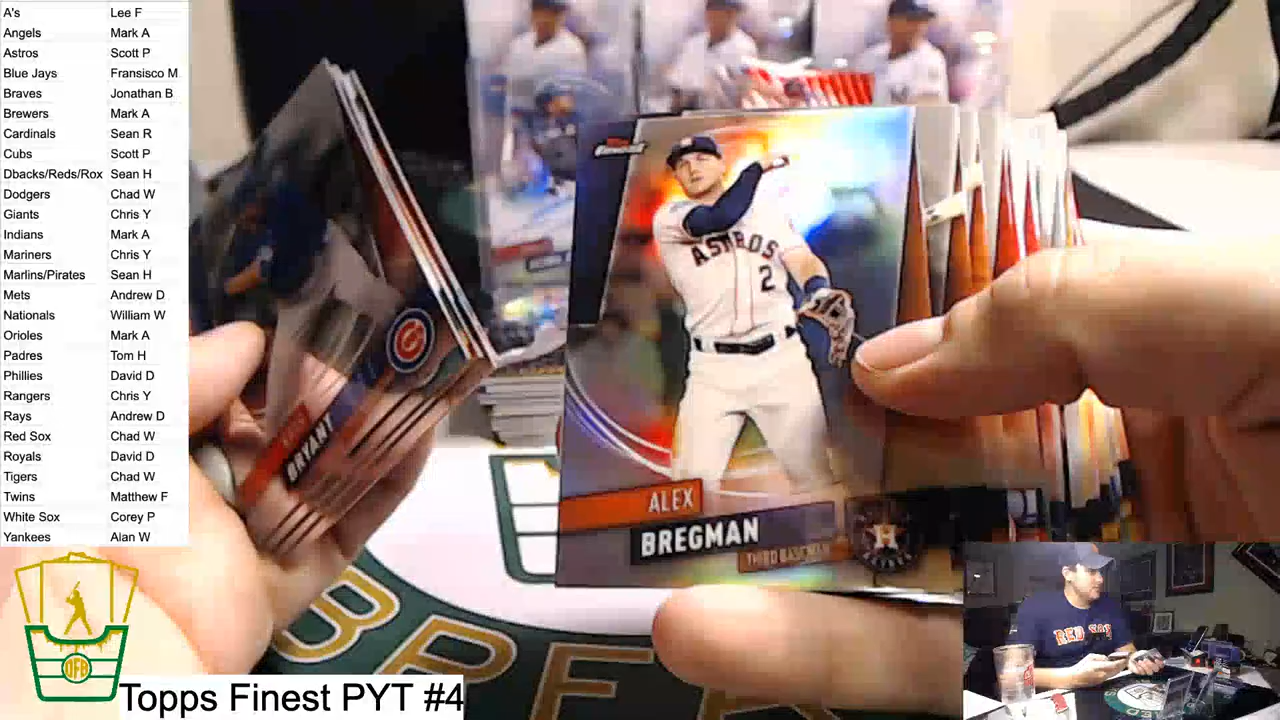 A's Lee F
Angels Mark A
Astros Scott P
Blue Jays Fransisco M
Braves Jonathan B
Brewers Mark A
Cardinals Sean R
Cubs Scott P
Dbacks/Reds/Rox Sean H
Dodgers Chad W
Giants Chris Y
Indians Mark A
Mariners Chris Y
Marlins/Pirates Sean H
Mets Andrew D
Nationals William W
Orioles Mark A
Padres Tom H
Phillies David D
Rangers Chris Y
Rays Andrew D
Red Sox Chad W
Royals David D
Tigers Chad W
Twins Matthew F
White Sox Corey P
Yankees Alan W
Finest
ASTROS
2
ALEX
BREGMAN
THIRD BASEMAN
H
C
BRYANT
RED SOX
Topps Finest PYT #4